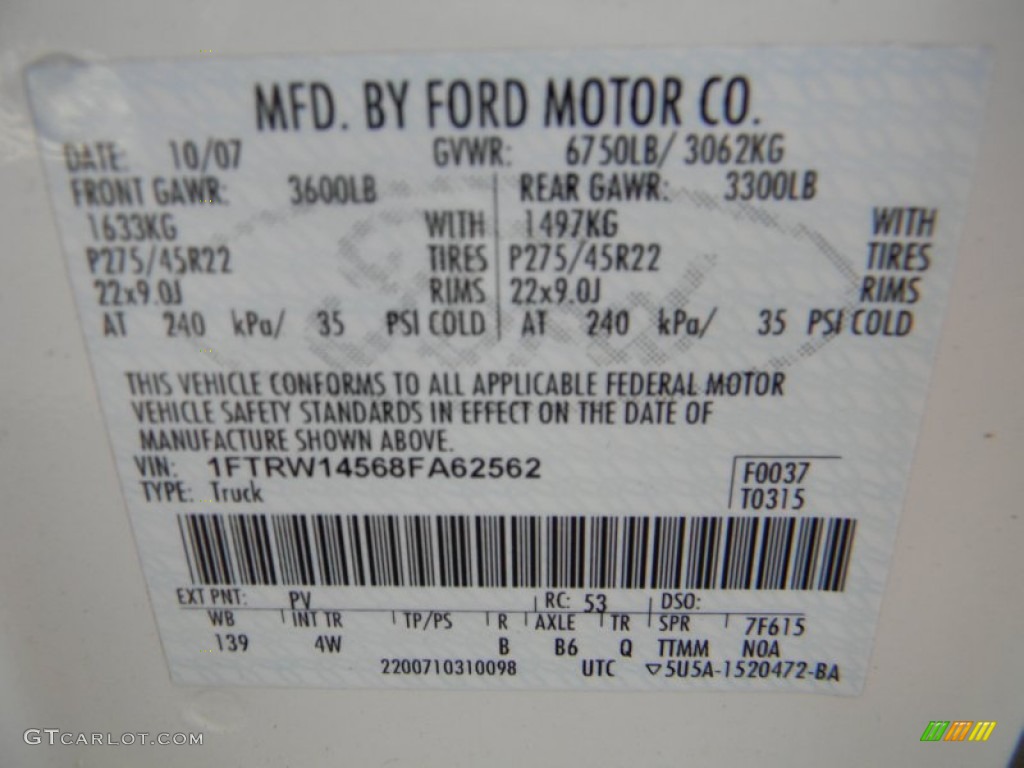 MFD. BY FORD MOTOR CO.
DATE: 10/07 GVWR: 6750LB/ 3062KG
FRONT GAWR: 3600LB REAR GAWR: 3300LB
1633KG WITH 1497KG WITH
P275/45R22 TIRES P275/45R22 TIRES
22x9.0J RIMS 22x9.0J RIMS
AT 240 kPa/ 35 PSI COLD AT 240 kPa/ 35 PSI COLD
THIS VEHICLE CONFORMS TO ALL APPLICABLE FEDERAL MOTOR
VEHICLE SAFETY STANDARDS IN EFFECT ON THE DATE OF
MANUFACTURE SHOWN ABOVE.
VIN: 1FTRW14568FA62562 F0037
TYPE: Truck T0315
EXT PNT: PV RC: 53 DSO:
WB INT TR TP/PS R AXLE TR SPR 7F615
139 4W B B6 Q TTMM N0A
2200710310098 UTC ▽5U5A-1520472-BA
GTCARLOT.COM